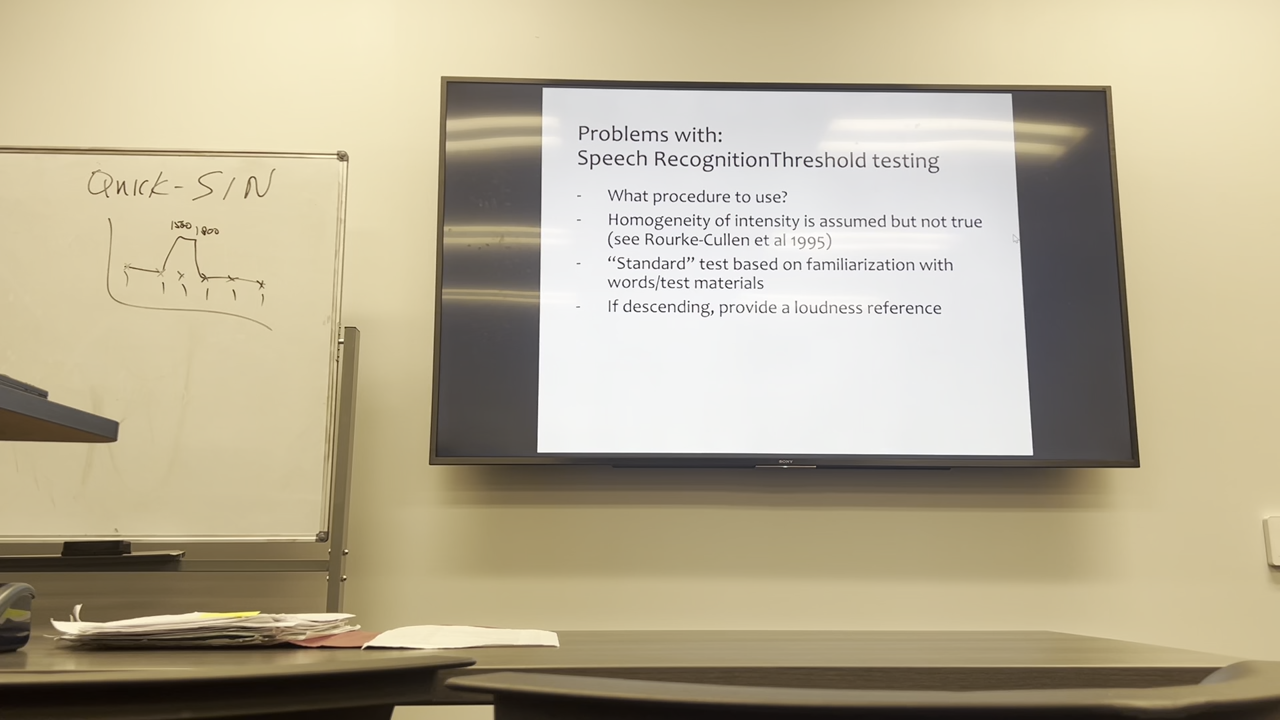 Quick-SIN
1500 1800
Problems with:
Speech RecognitionThreshold testing
- What procedure to use?
- Homogeneity of intensity is assumed but not true
(see Rourke-Cullen et al 1995)
- “Standard” test based on familiarization with
words/test materials
- If descending, provide a loudness reference
SONY